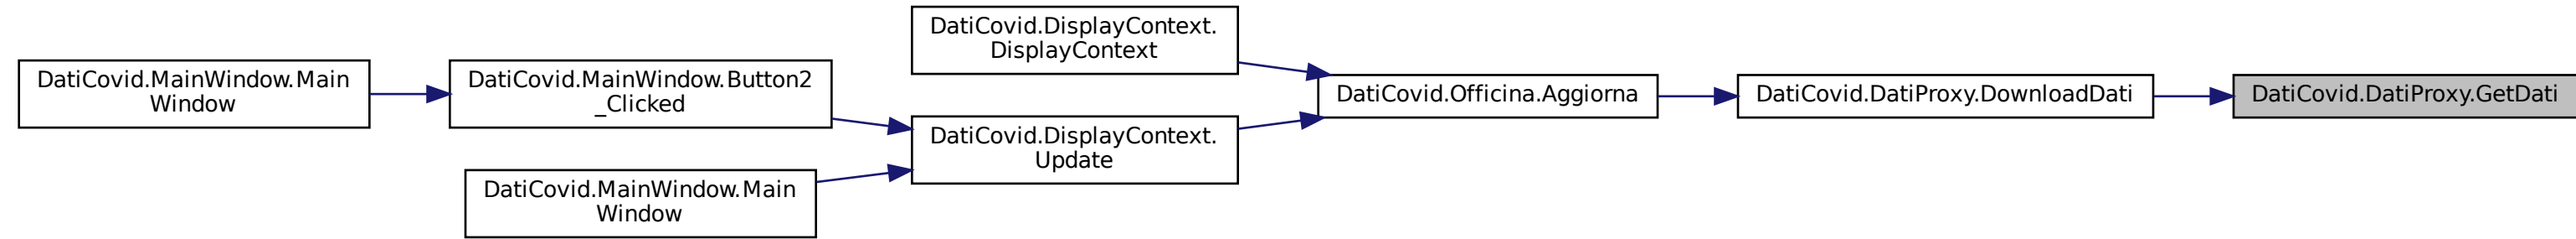 DatiCovid.MainWindow.Main
Window
DatiCovid.MainWindow.Button2
_Clicked
DatiCovid.MainWindow.Main
Window
DatiCovid.DisplayContext.
DisplayContext
DatiCovid.DisplayContext.
Update
DatiCovid.Officina.Aggiorna
DatiCovid.DatiProxy.DownloadDati
DatiCovid.DatiProxy.GetDati